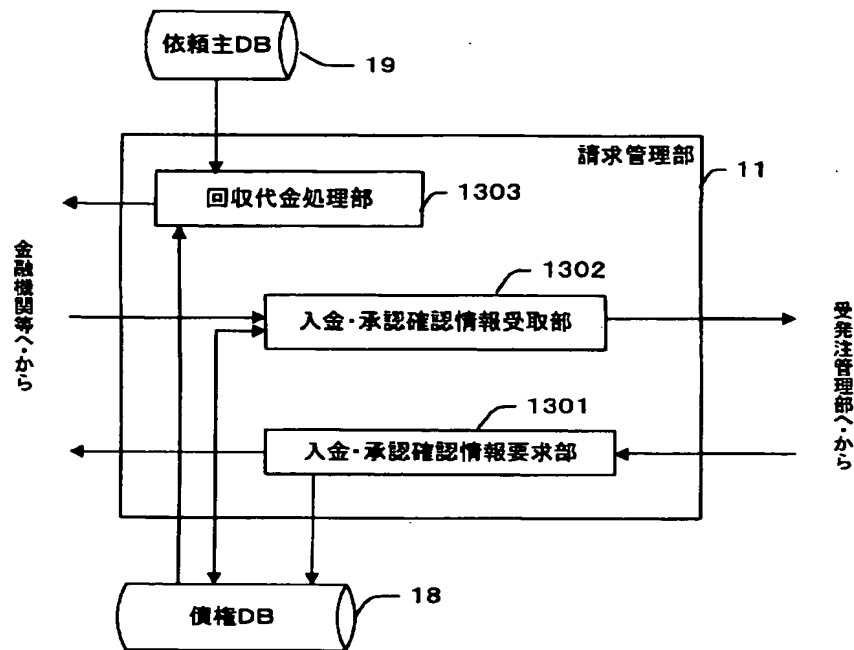 依頼主DB
19
請求管理部
11
回収代金処理部
1303
1302
入金・承認確認情報受取部
1301
入金・承認確認情報要求部
金融機関等へ・から
受発注管理部へ・から
債権DB
18